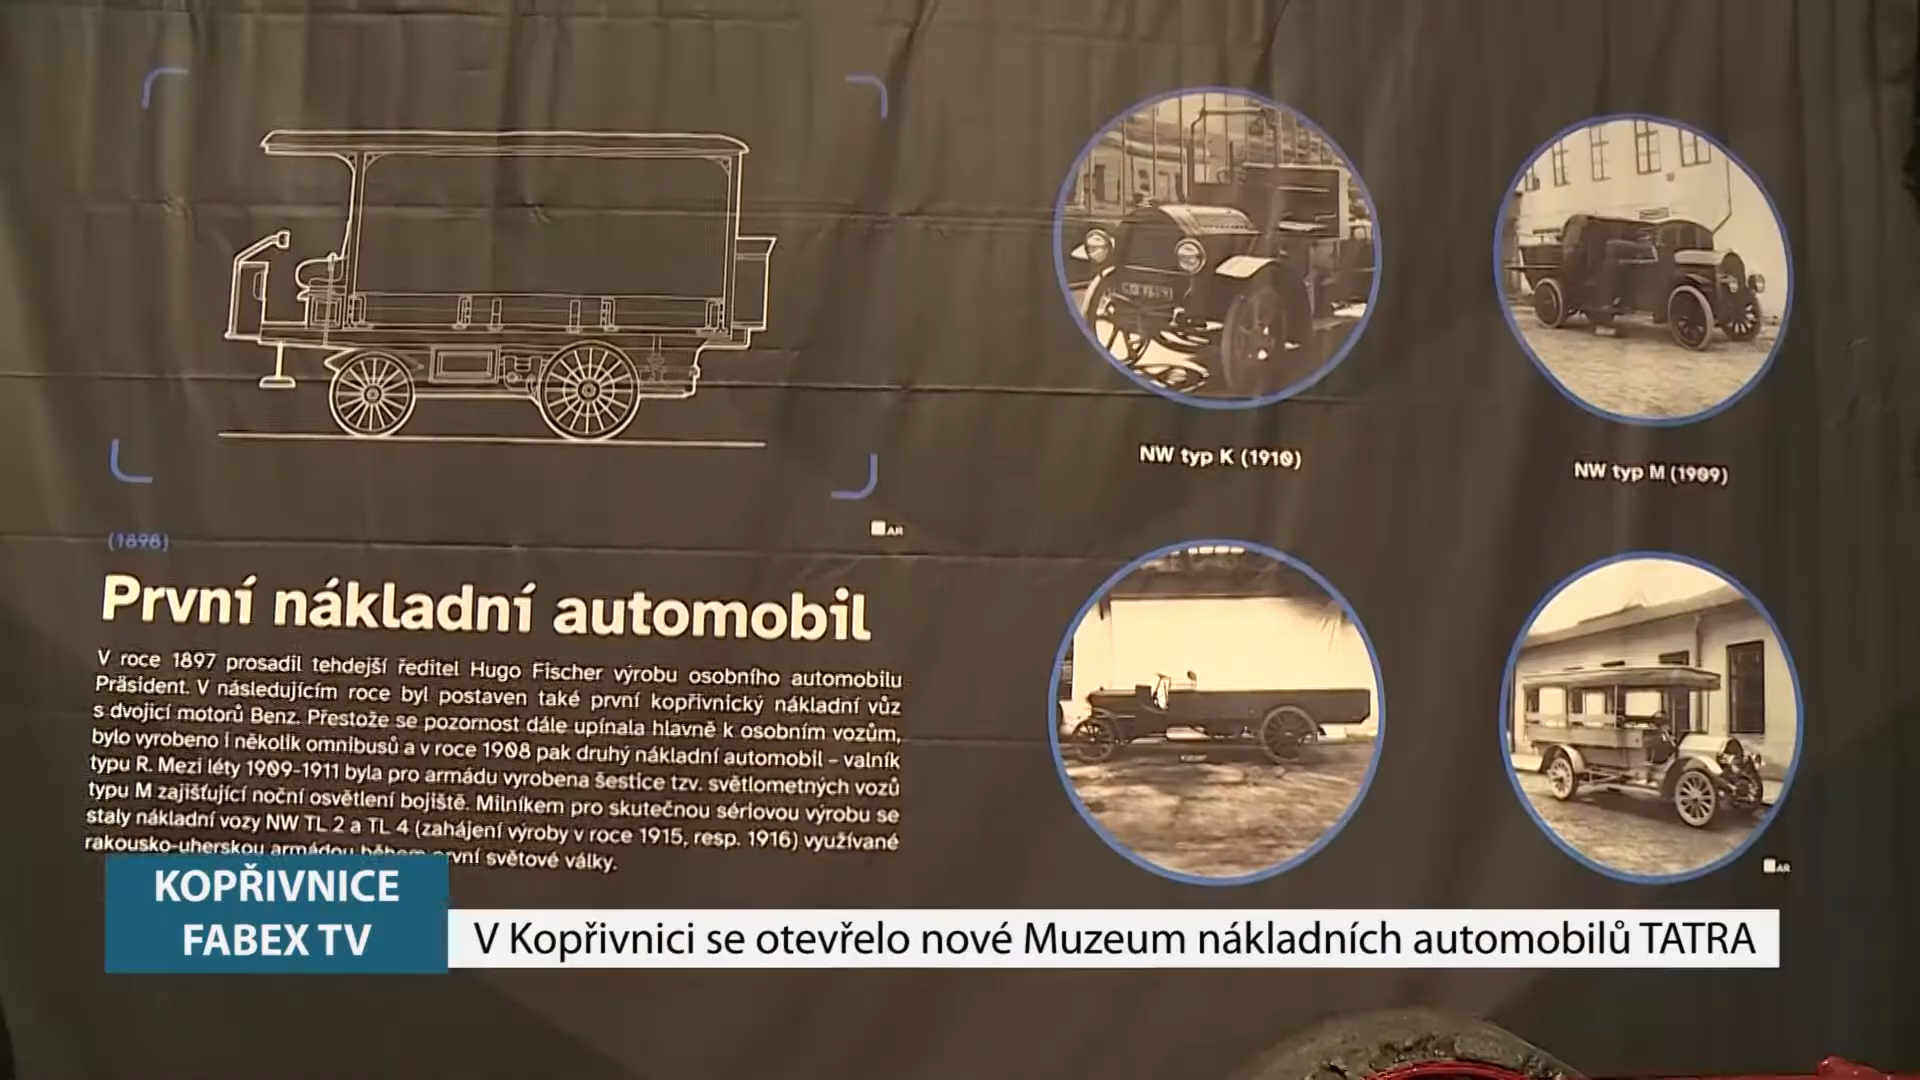 NW typ K (1910)
NW typ M (1909)
AR
(1898)
První nákladní automobil
V roce 1897 prosadil tehdejší ředitel Hugo Fischer výrobu osobního automobilu
Präsident. V následujícím roce byl postaven také první kopřivnický nákladní vůz
s dvojicí motorů Benz. Přestože se pozornost dále upínala hlavně k osobním vozům,
bylo vyrobeno i několik omnibusů a v roce 1908 pak druhý nákladní automobil – valník
typu R. Mezi léty 1909-1911 byla pro armádu vyrobena šestice tzv. světlometných vozů
typu M zajišťující noční osvětlení bojiště. Milníkem pro skutečnou sériovou výrobu se
staly nákladní vozy NW TL 2 a TL 4 (zahájení výroby v roce 1915, resp. 1916) využívané
rakousko-uherskou armádou během první světové války.
AR
KOPŘIVNICE
FABEX TV
V Kopřivnici se otevřelo nové Muzeum nákladních automobilů TATRA